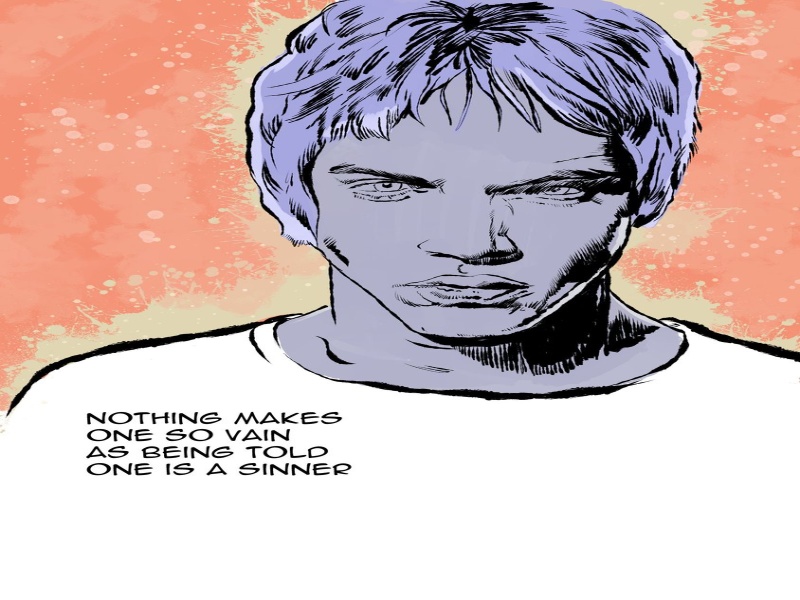 NOTHING MAKES
ONE SO VAIN
AS BEING TOLD
ONE IS A SINNER